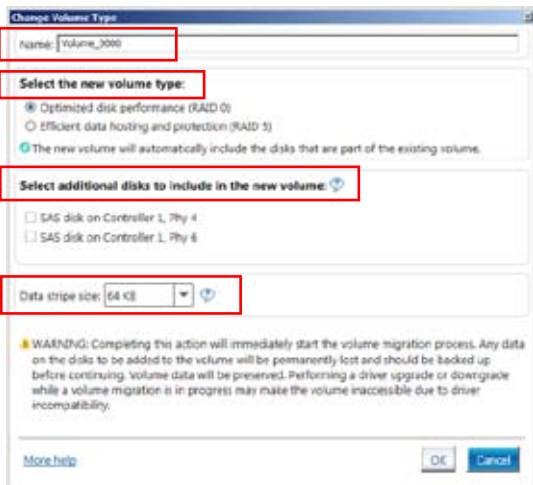 Change Volume Type
Name: Volume_3000
Select the new volume type:
Optimized disk performance (RAID 0)
Efficient data hosting and protection (RAID 5)
The new volume will automatically include the disks that are part of the existing volume.
Select additional disks to include in the new volume: ?
SAS disk on Controller 1, Phy 4
SAS disk on Controller 1, Phy 6
Data stripe size: 64 KB ?
WARNING: Completing this action will immediately start the volume migration process. Any data
on the disks to be added to the volume will be permanently lost and should be backed up
before continuing. Volume data will be preserved. Performing a driver upgrade or downgrade
while a volume migration is in progress may make the volume inaccessible due to driver
incompatibility.
More help
OK
Cancel